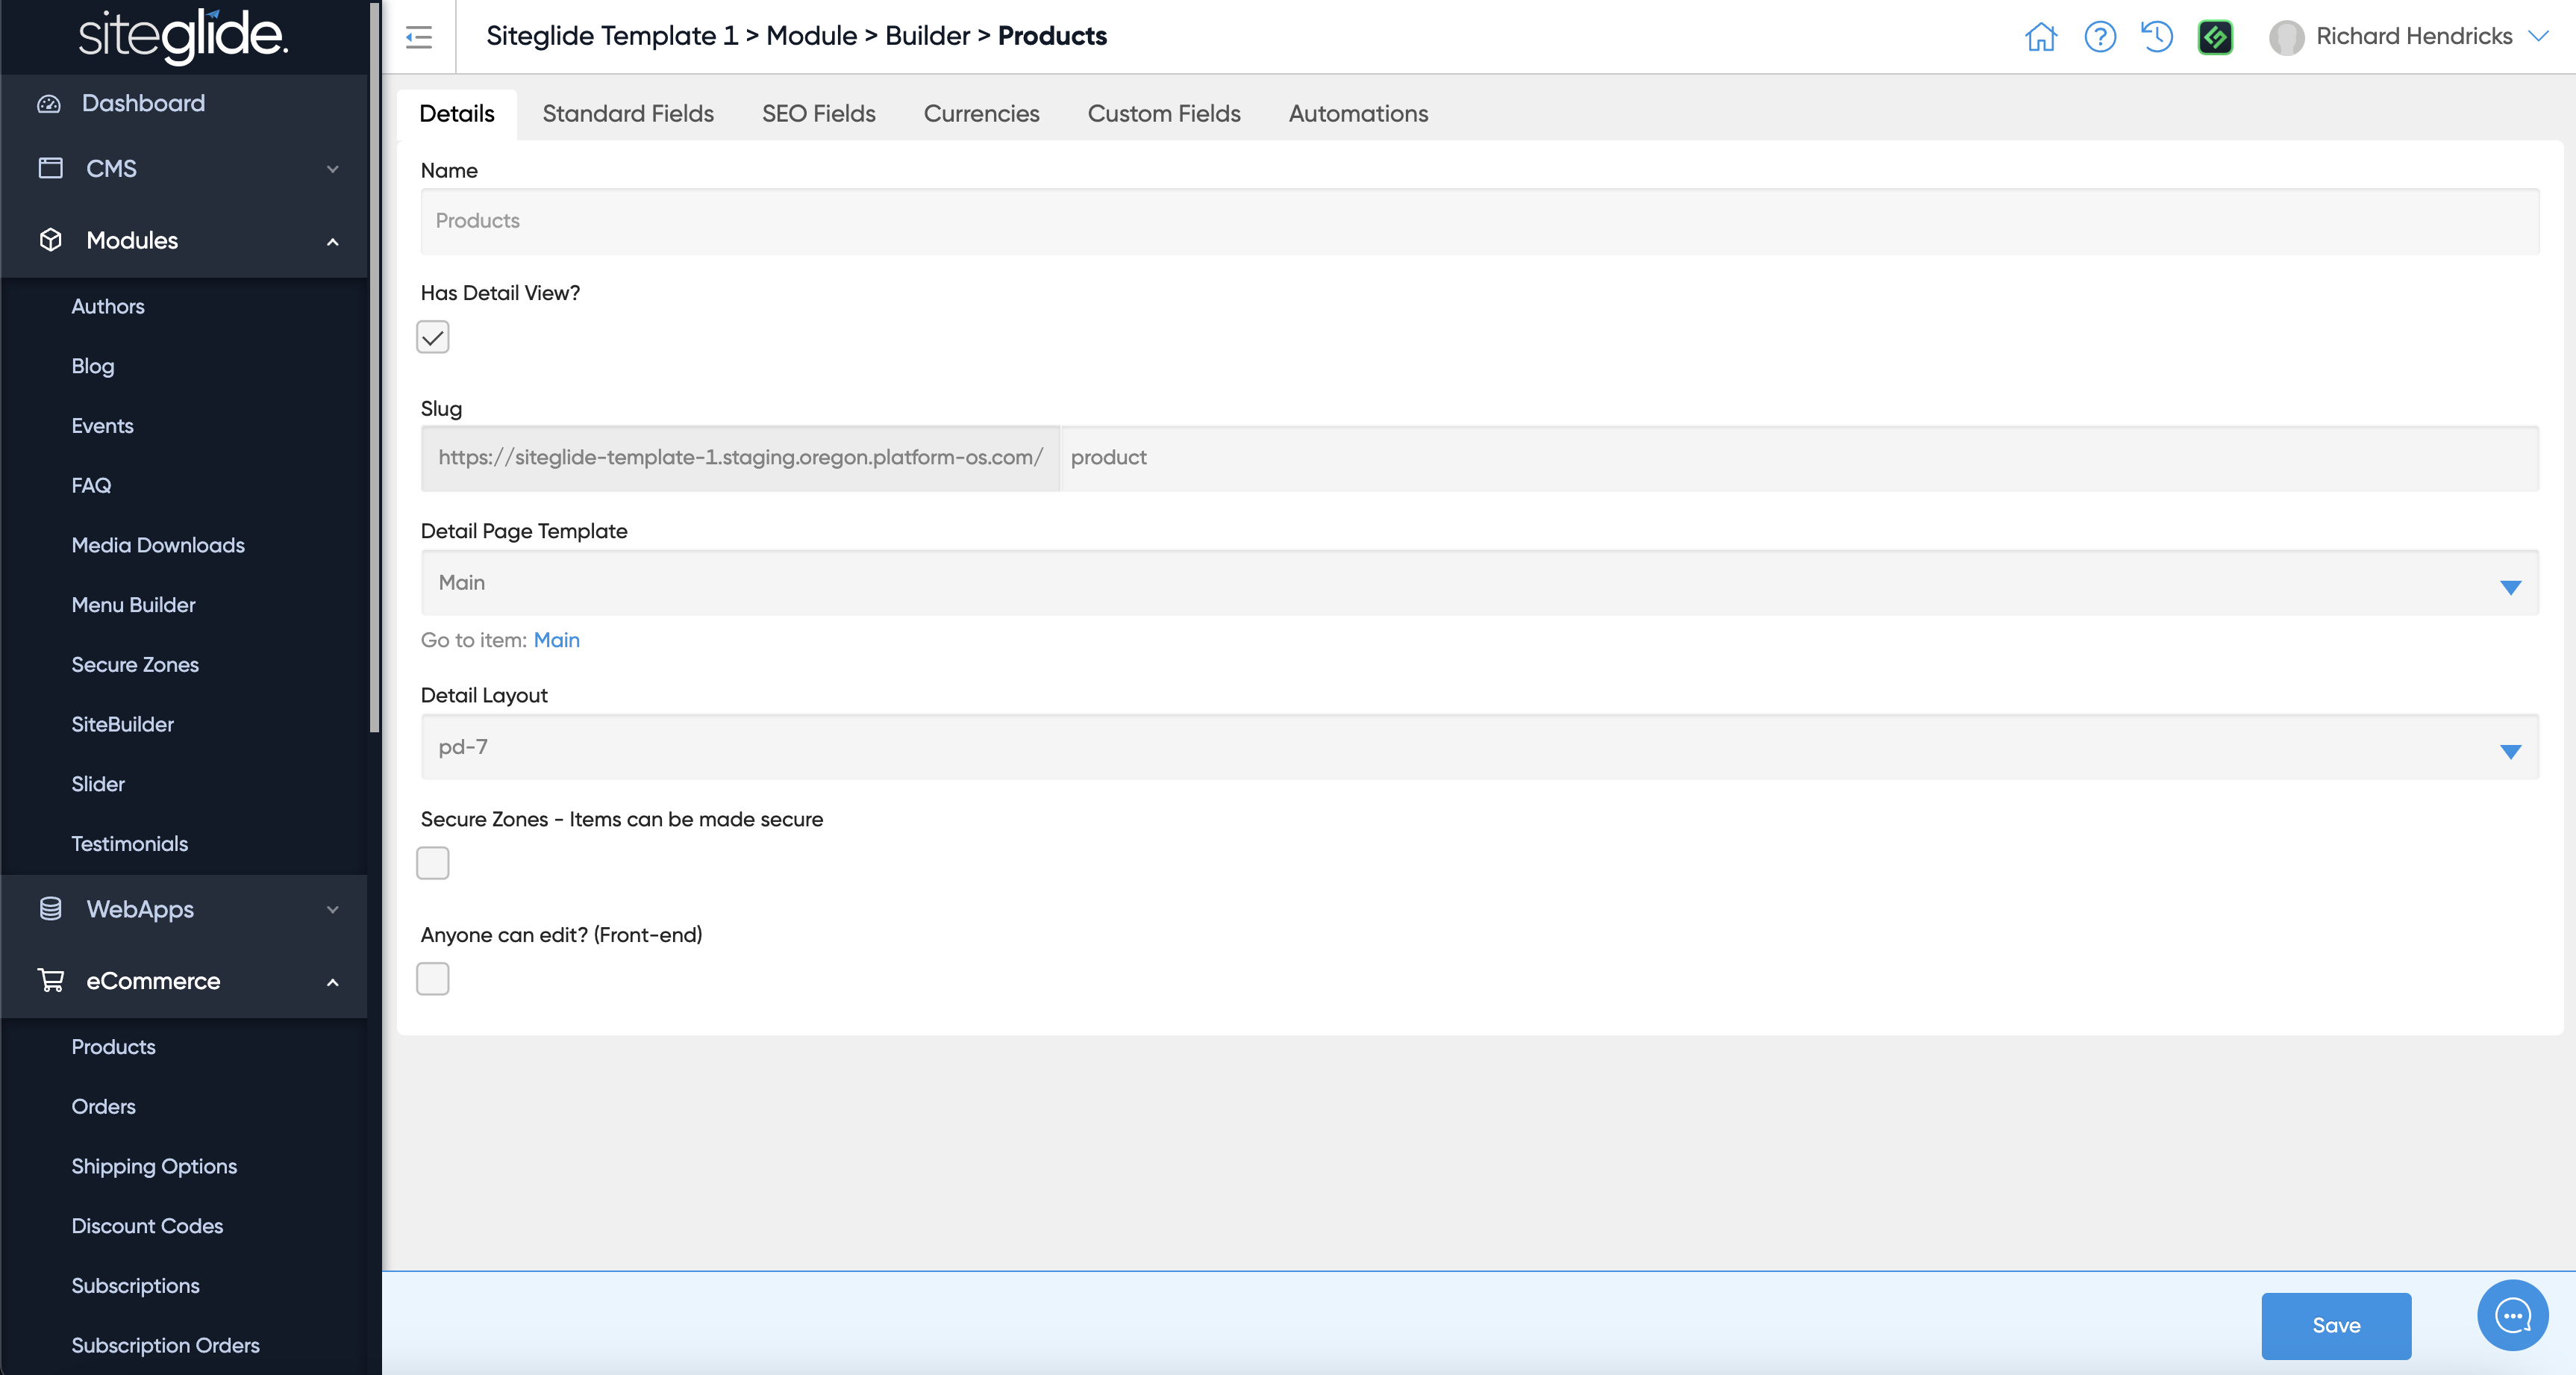 siteglide.
Dashboard
CMS
Modules
Authors
Blog
Events
FAQ
Media Downloads
Menu Builder
Secure Zones
SiteBuilder
Slider
Testimonials
WebApps
eCommerce
Products
Orders
Shipping Options
Discount Codes
Subscriptions
Subscription Orders
Siteglide Template 1 > Module > Builder > Products
Richard Hendricks
Details Standard Fields SEO Fields Currencies Custom Fields Automations
Name
Products
Has Detail View?
Slug
https://siteglide-template-1.staging.oregon.platform-os.com/ product
Detail Page Template
Main
Go to item: Main
Detail Layout
pd-7
Secure Zones - Items can be made secure
Anyone can edit? (Front-end)
Save